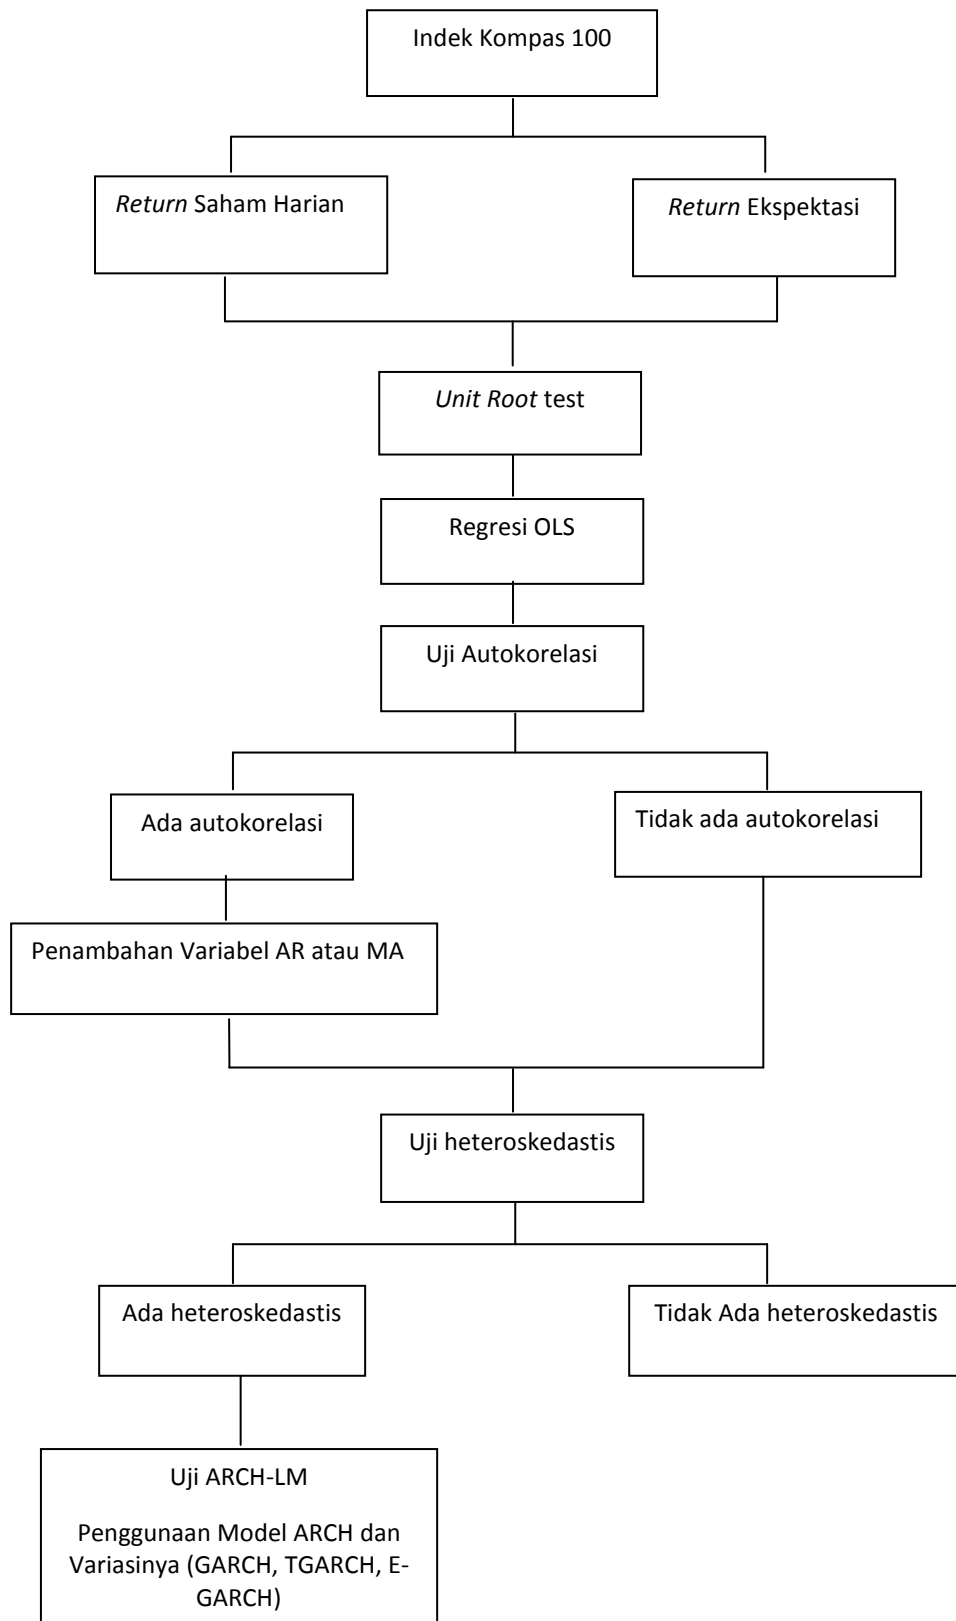 Indek Kompas 100
Return Saham Harian
Return Ekspektasi
Unit Root test
Regresi OLS
Uji Autokorelasi
Ada autokorelasi
Tidak ada autokorelasi
Penambahan Variabel AR atau MA
Uji heteroskedastis
Ada heteroskedastis
Tidak Ada heteroskedastis
Uji ARCH-LM
Penggunaan Model ARCH dan
Variasinya (GARCH, TGARCH, E-
GARCH)